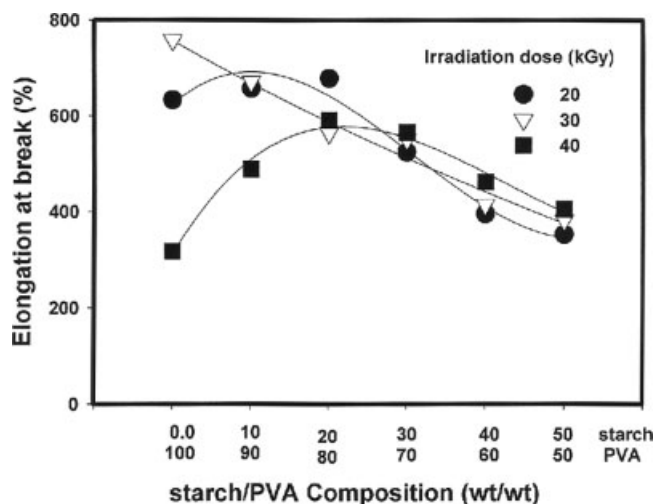 Elongation at break (%)
800
600
400
200
0
Irradiation dose (kGy)
20
30
40
0.0 10 20 30 40 50 starch
100 90 80 70 60 50 PVA
starch/PVA Composition (wt/wt)